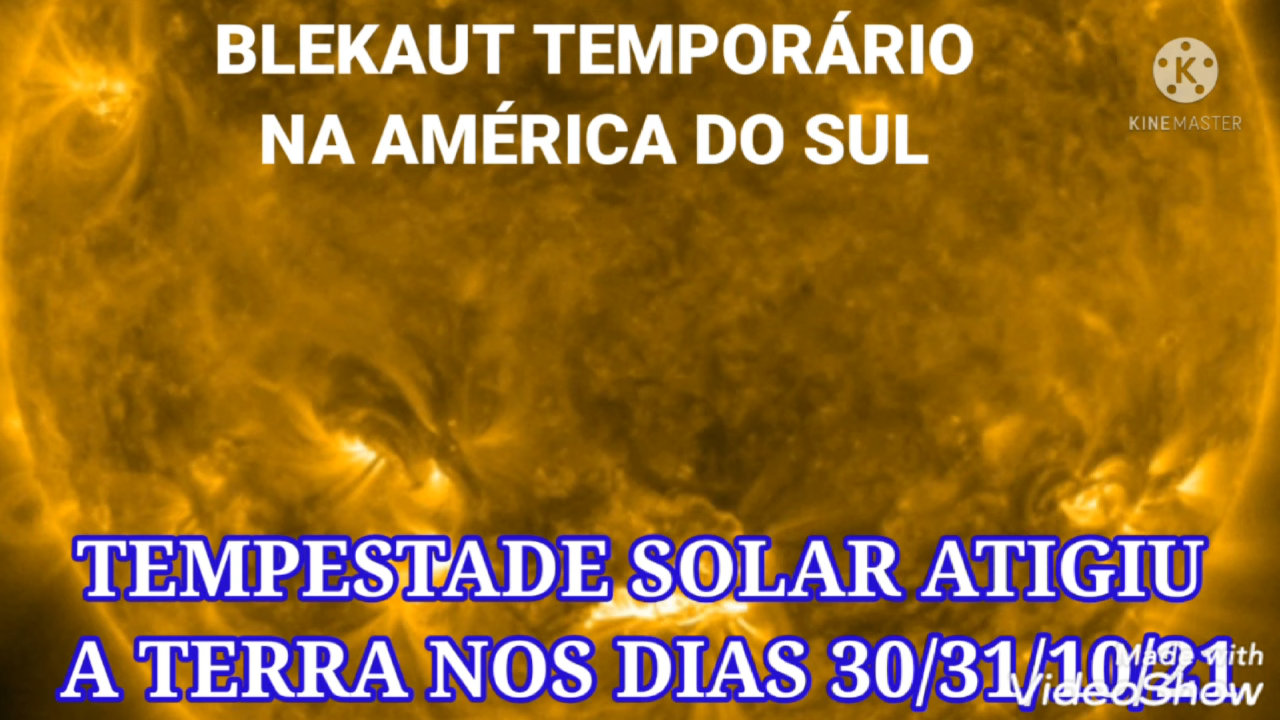 BLEKAUT TEMPORÁRIO
NA AMÉRICA DO SUL
K
KINEMASTER
TEMPESTADE SOLAR ATIGIU
A TERRA NOS DIAS 30/31/10/21
Made with
VideoShow